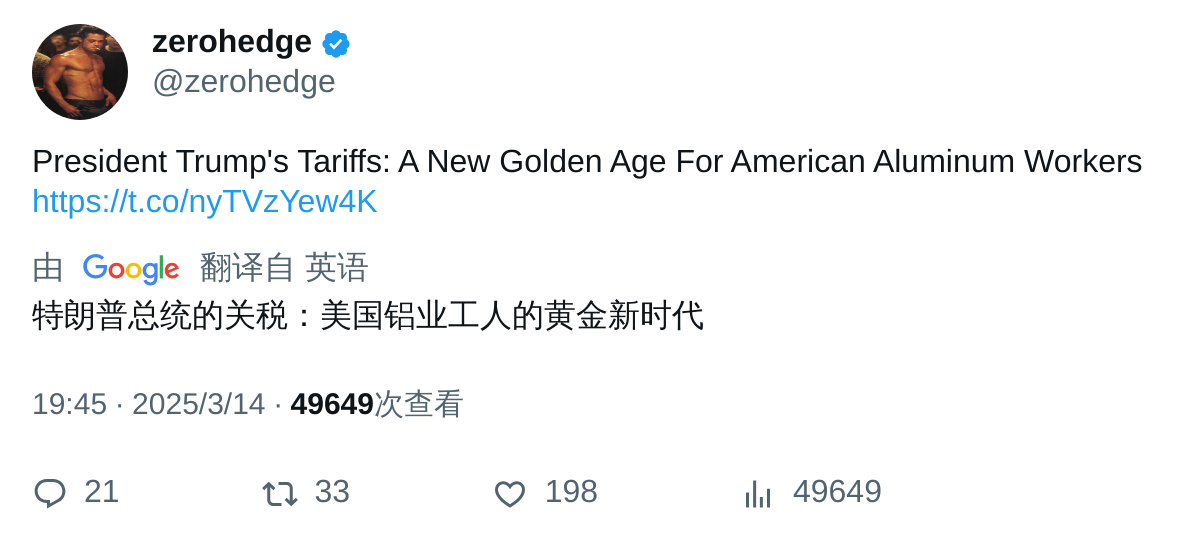 zerohedge
@zerohedge
President Trump's Tariffs: A New Golden Age For American Aluminum Workers
https://t.co/nyTVzYew4K
由 Google 翻译自 英语
特朗普总统的关税：美国铝业工人的黄金新时代
19:45 · 2025/3/14 · 49649次查看
21 33 198 49649